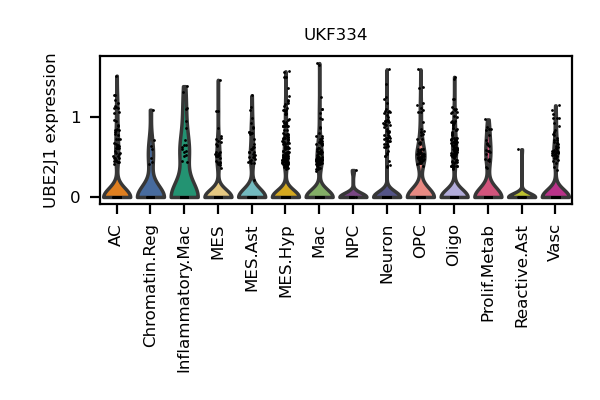 UKF334
UBE2J1 expression
1
0
AC
Chromatin.Reg
Inflammatory.Mac
MES
MES.Ast
MES.Hyp
Mac
NPC
Neuron
OPC
Oligo
Prolif.Metab
Reactive.Ast
Vasc